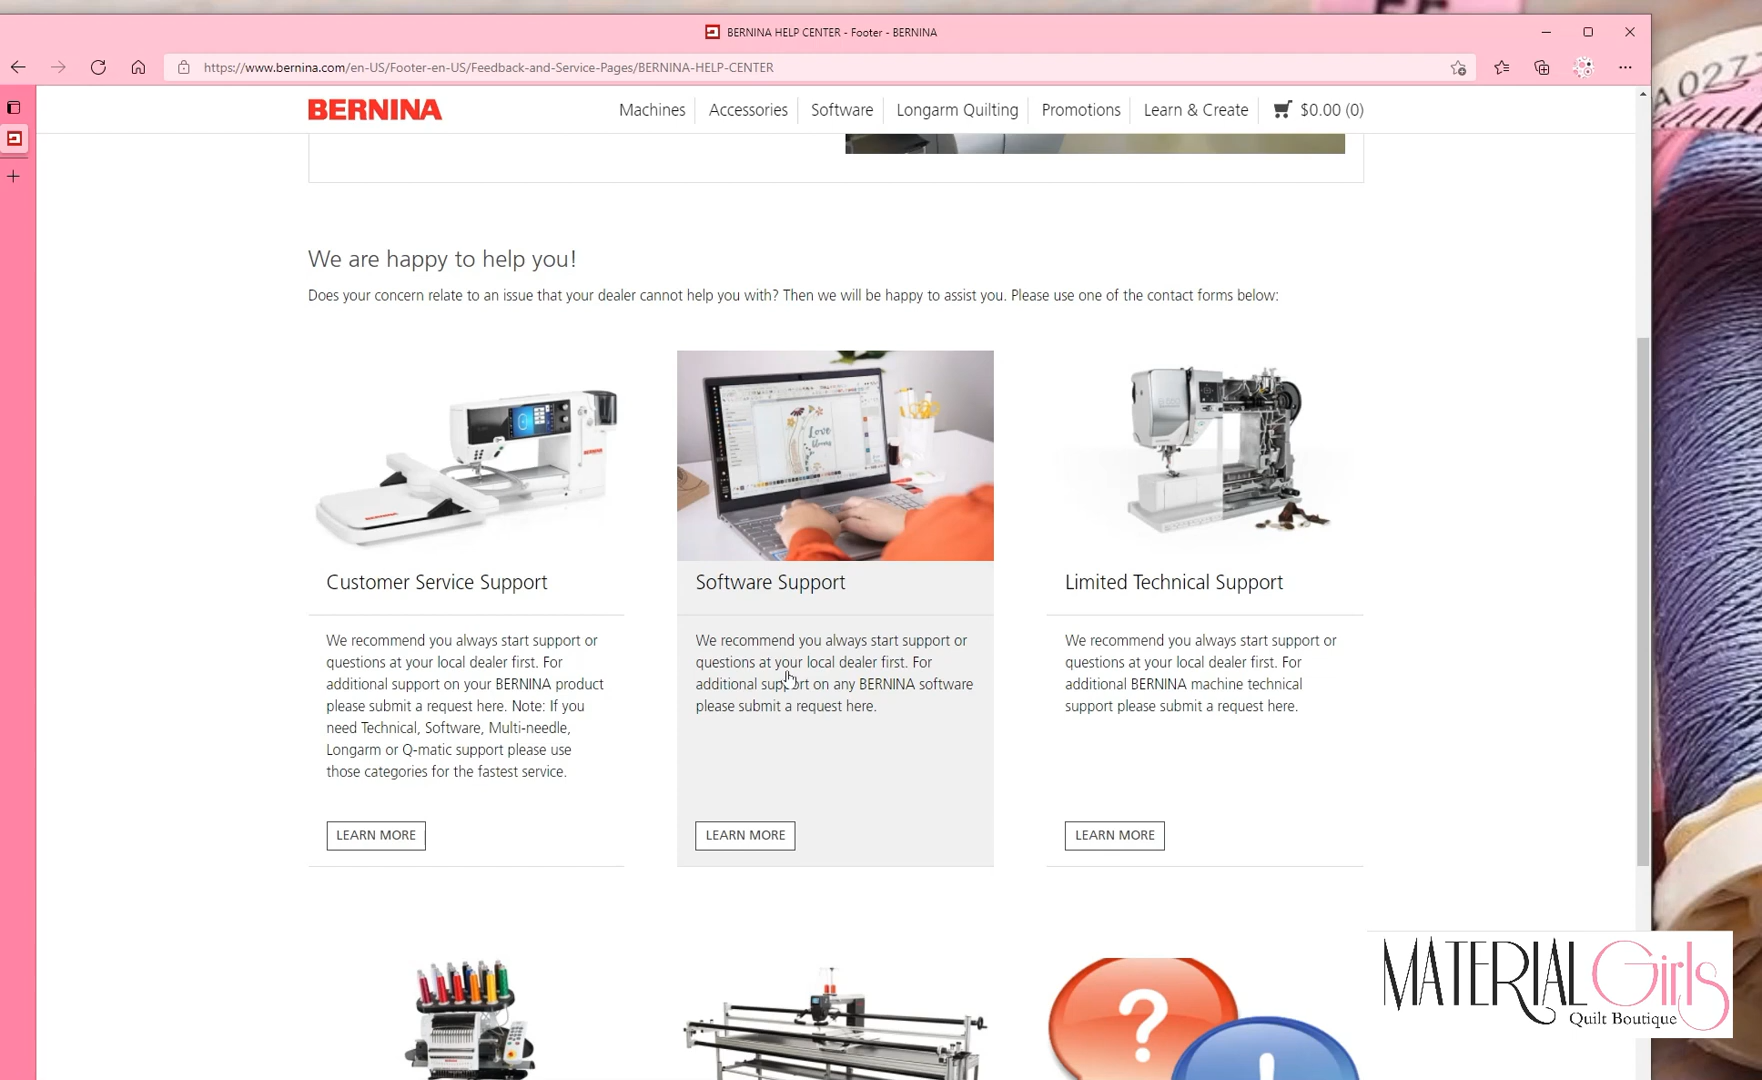 BERNINA HELP CENTER - Footer - BERNINA
https://www.bernina.com/en-US/Footer-en-US/Feedback-and-Service-Pages/BERNINA-HELP-CENTER
A027
BERNINA
Machines
Accessories
Software
Longarm Quilting
Promotions
Learn & Create
$0.00 (0)
We are happy to help you!
Does your concern relate to an issue that your dealer cannot help you with? Then we will be happy to assist you. Please use one of the contact forms below:
BERNINA
BERNINA
Love
blooms
Customer Service Support
We recommend you always start support or
questions at your local dealer first. For
additional support on your BERNINA product
please submit a request here. Note: If you
need Technical, Software, Multi-needle,
Longarm or Q-matic support please use
those categories for the fastest service.
LEARN MORE
Software Support
We recommend you always start support or
questions at your local dealer first. For
additional support on any BERNINA software
please submit a request here.
LEARN MORE
Limited Technical Support
We recommend you always start support or
questions at your local dealer first. For
additional BERNINA machine technical
support please submit a request here.
LEARN MORE
?
!
MATERIAL Girls
Quilt Boutique